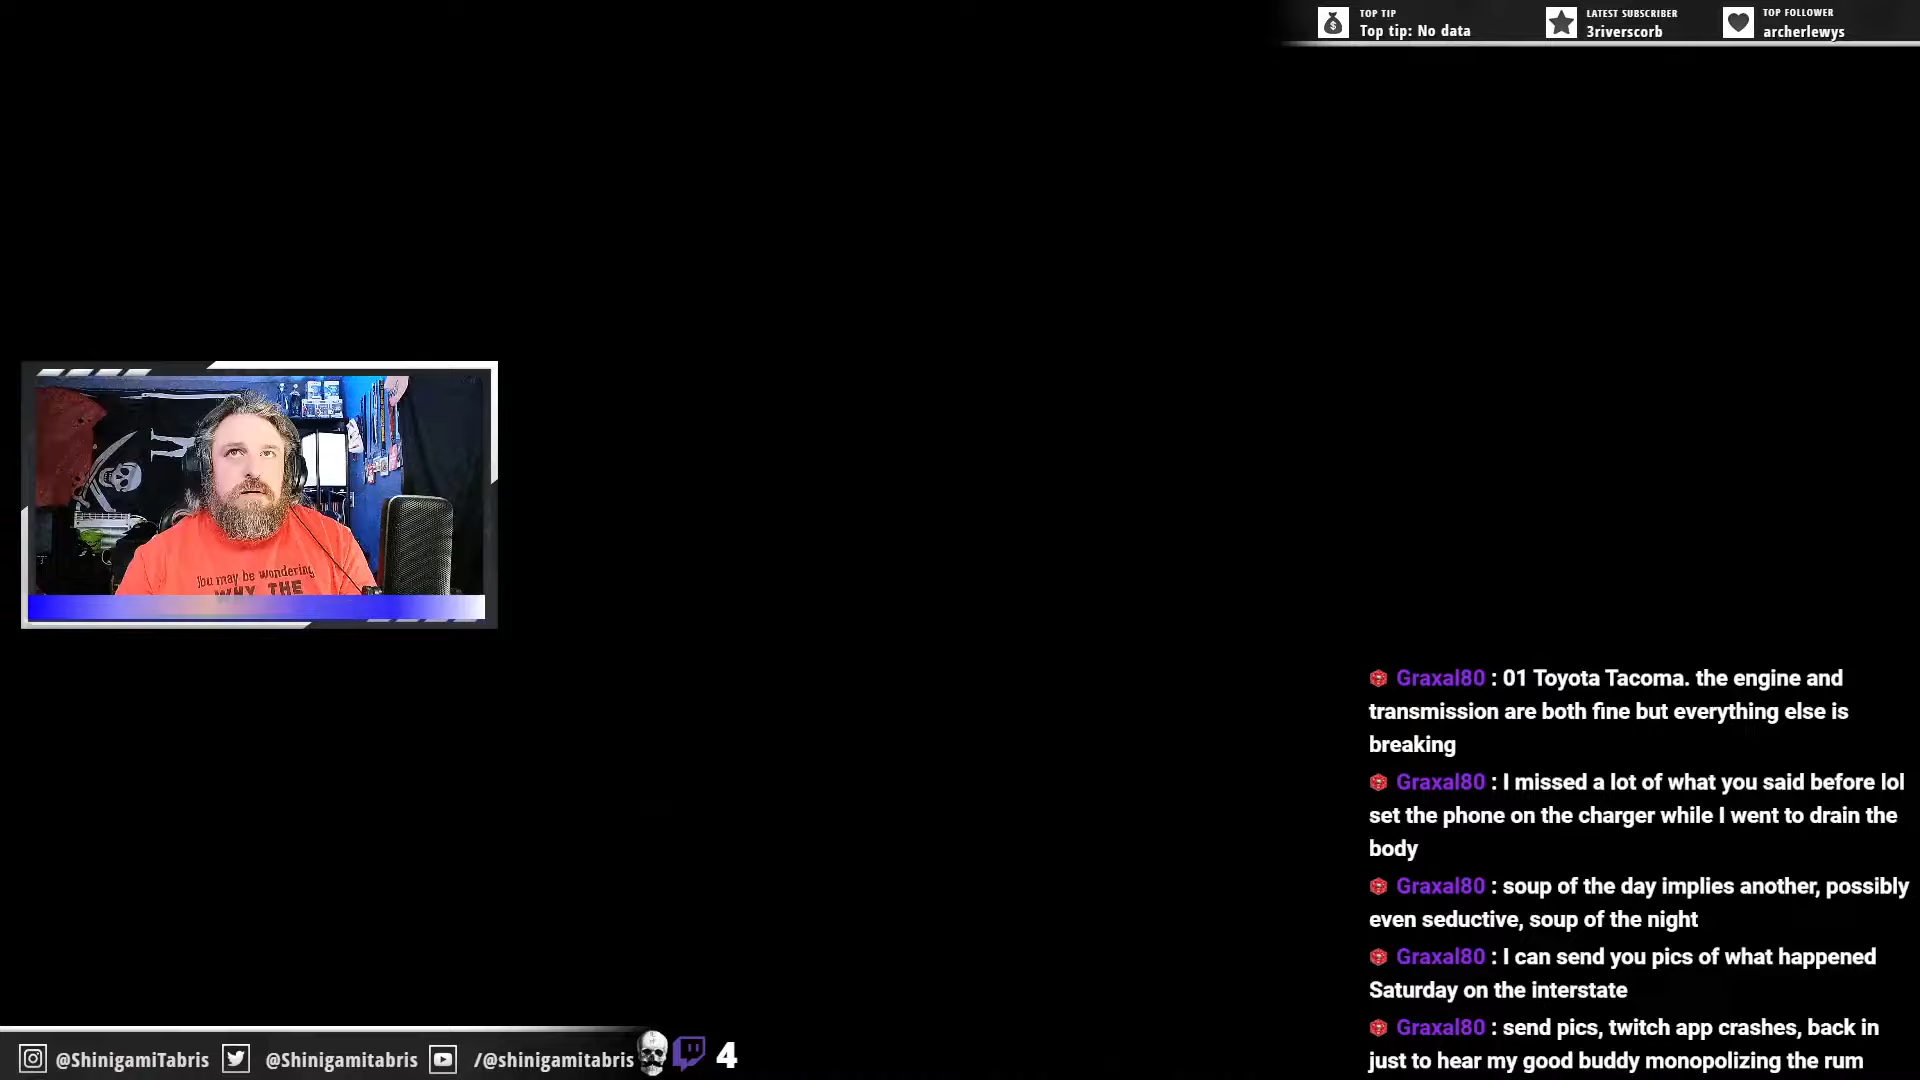 TOP TIP
Top tip: No data
LATEST SUBSCRIBER
3riverscorb
TOP FOLLOWER
archerlewys
You may be wondering
WHY THE
Graxal80 : 01 Toyota Tacoma. the engine and
transmission are both fine but everything else is
breaking
Graxal80 : I missed a lot of what you said before lol
set the phone on the charger while I went to drain the
body
Graxal80 : soup of the day implies another, possibly
even seductive, soup of the night
Graxal80 : I can send you pics of what happened
Saturday on the interstate
Graxal80 : send pics, twitch app crashes, back in
just to hear my good buddy monopolizing the rum
@ShinigamiTabris
@Shinigamitabris
/@shinigamitabris
4